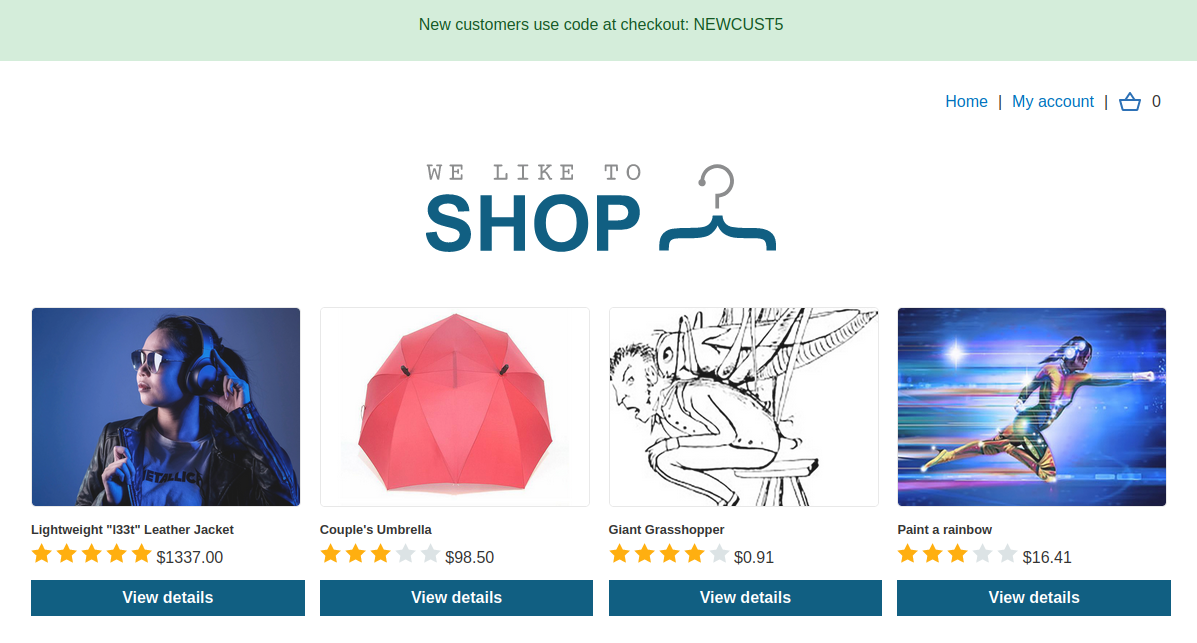 New customers use code at checkout: NEWCUST5
Home | My account | 0
WE LIKE TO
SHOP
METALLICA
Lightweight "l33t" Leather Jacket
$1337.00
View details
Couple's Umbrella
$98.50
View details
Giant Grasshopper
$0.91
View details
Paint a rainbow
$16.41
View details